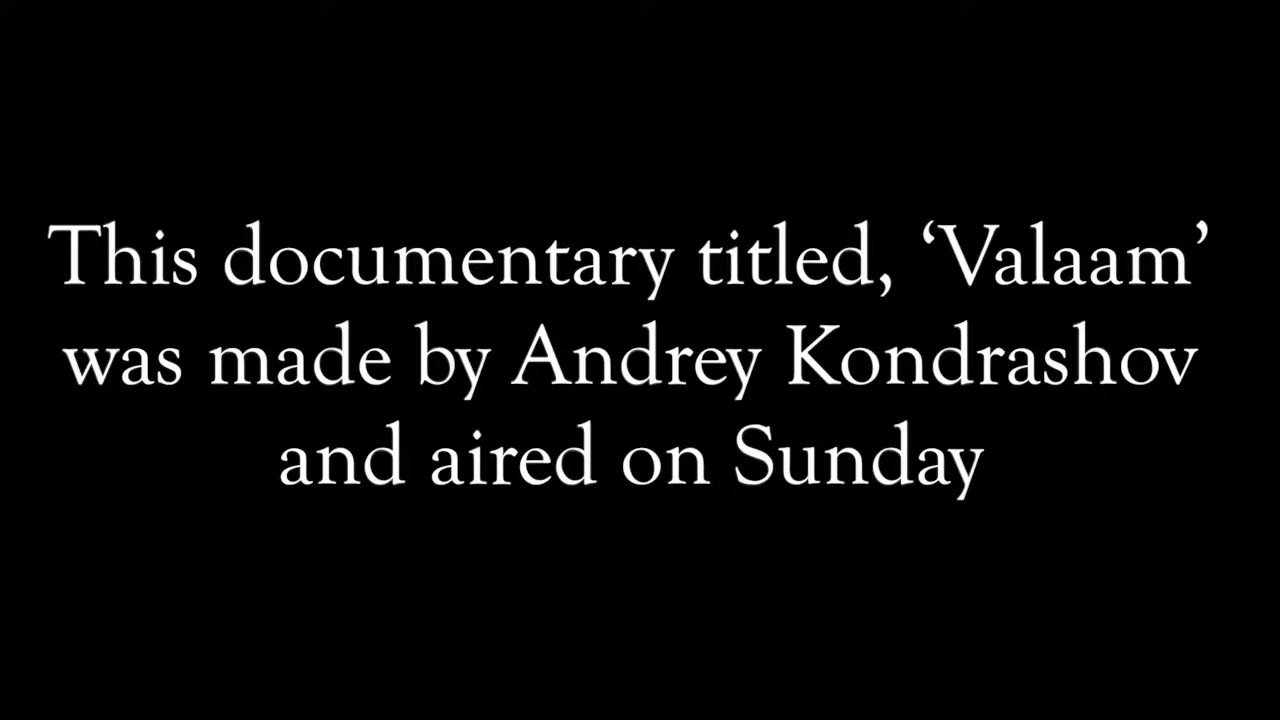 This documentary titled, ‘Valaam’
was made by Andrey Kondrashov
and aired on Sunday